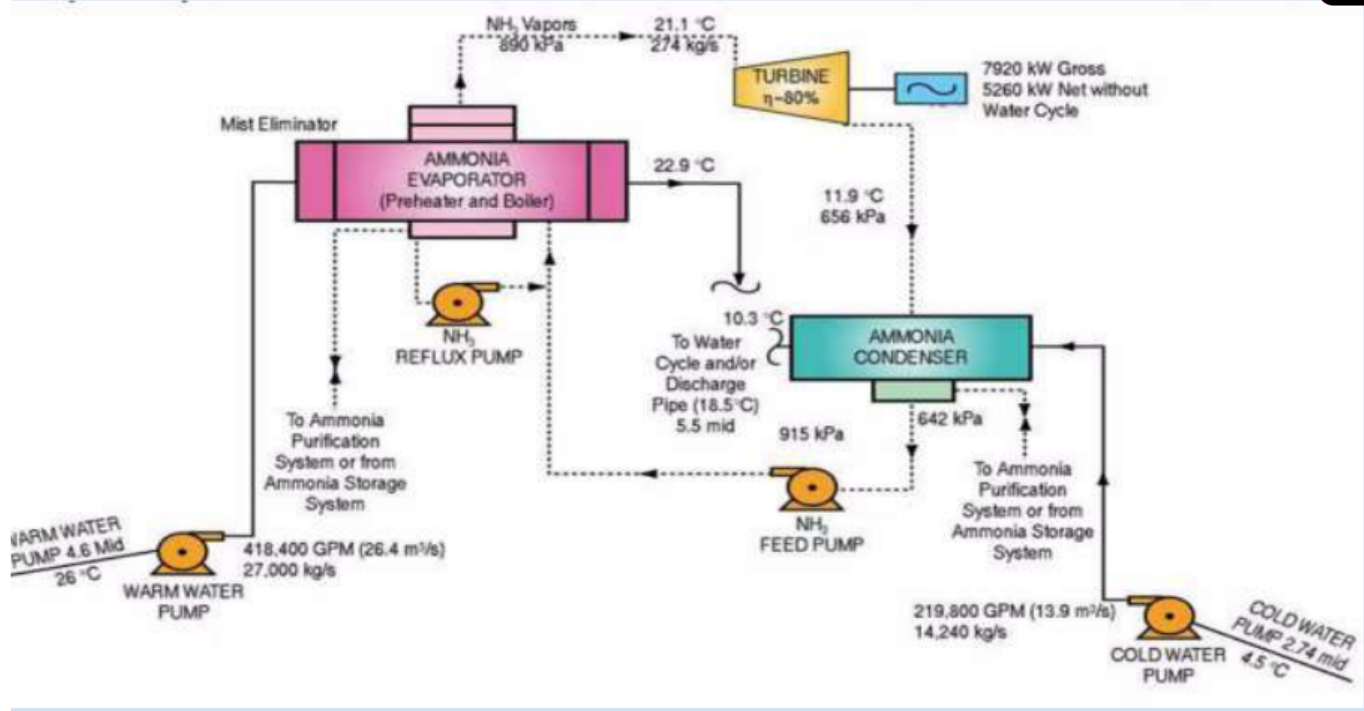 NH₃ Vapors
890 kPa
21.1 °C
274 kg/s
TURBINE
η~80%
7920 kW Gross
5260 kW Net without
Water Cycle
Mist Eliminator
AMMONIA
EVAPORATOR
(Preheater and Boiler)
22.9 °C
11.9 °C
656 kPa
NH₃
REFLUX PUMP
10.3 °C
To Water
Cycle and/or
Discharge
Pipe (18.5°C)
5.5 mid
AMMONIA
CONDENSER
642 kPa
915 kPa
NH₃
FEED PUMP
To Ammonia
Purification
System or from
Ammonia Storage
System
To Ammonia
Purification
System or from
Ammonia Storage
System
WARM WATER
PUMP 4.6 Mid
26 °C
WARM WATER
PUMP
418,400 GPM (26.4 m³/s)
27,000 kg/s
219,800 GPM (13.9 m³/s)
14,240 kg/s
COLD WATER
PUMP 2.74 mid
4.5 °C
COLD WATER
PUMP